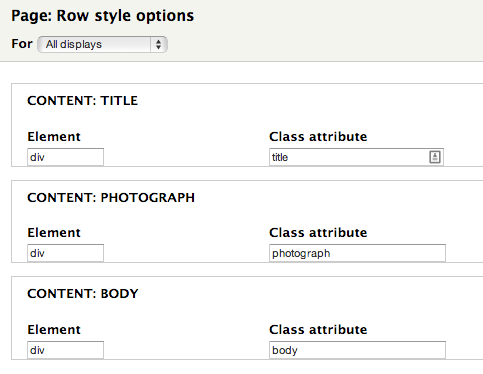 Page: Row style options
For All displays
CONTENT: TITLE
Element Class attribute
div title
CONTENT: PHOTOGRAPH
Element Class attribute
div photograph
CONTENT: BODY
Element Class attribute
div body